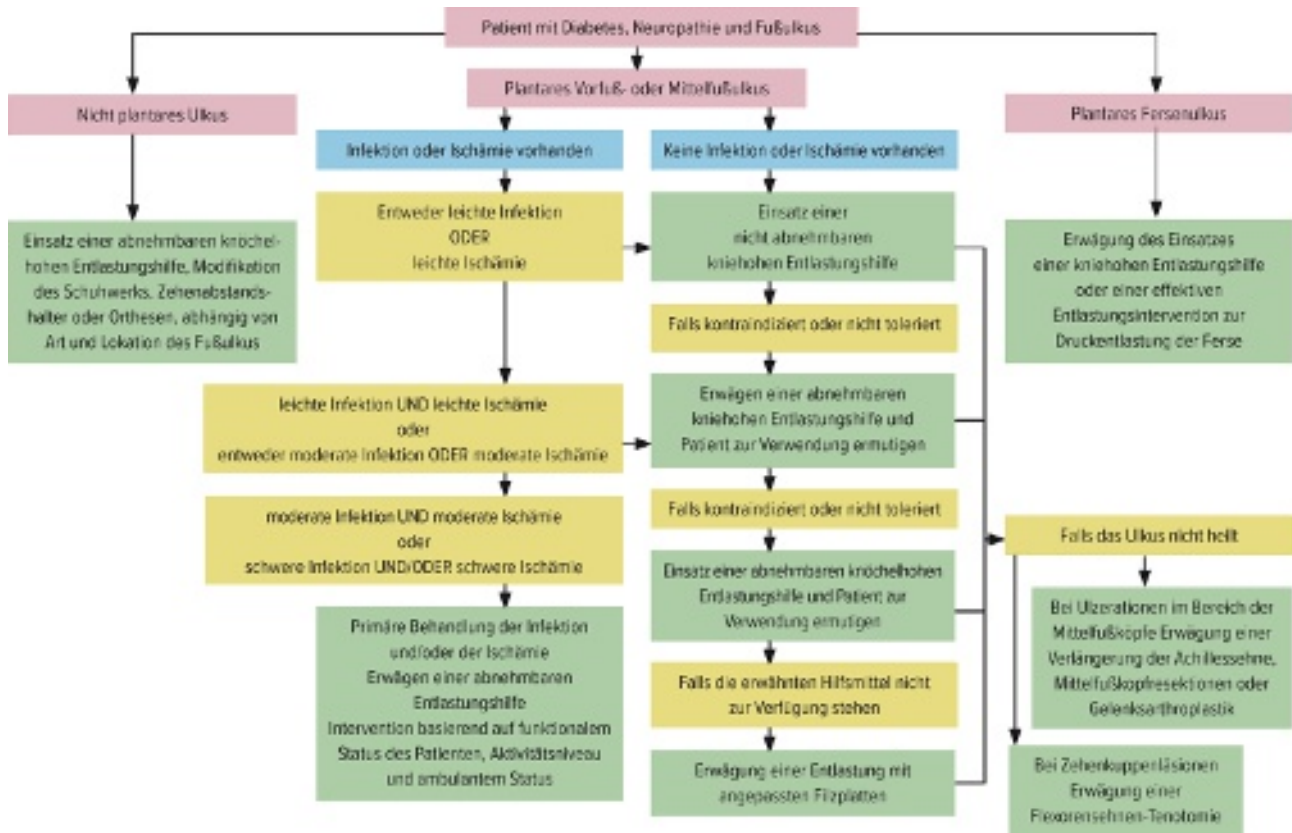 Patient mit Diabetes, Neuropathie und Fußulkus
Nicht plantares Ulkus
Einsatz einer abnehmbaren knöchel-
hohen Entlastungshilfe, Modifikation
des Schuhwerks, Zehenabstands-
halter oder Orthesen, abhängig von
Art und Lokation des Fußulkus
Plantares Vorfuß- oder Mittelfußulkus
Infektion oder Ischämie vorhanden
Entweder leichte Infektion
ODER
leichte Ischämie
leichte Infektion UND leichte Ischämie
oder
entweder moderate Infektion ODER moderate Ischämie
moderate Infektion UND moderate Ischämie
oder
schwere Infektion UND/ODER schwere Ischämie
Primäre Behandlung der Infektion
und/oder der Ischämie
Erwägen einer abnehmbaren
Entlastungshilfe
Intervention basierend auf funktionalem
Status des Patienten, Aktivitätsniveau
und ambulantem Status
Keine Infektion oder Ischämie vorhanden
Einsatz einer
nicht abnehmbaren
kniehohen Entlastungshilfe
Falls kontraindiziert oder nicht toleriert
Erwägen einer abnehmbaren
kniehohen Entlastungshilfe und
Patient zur Verwendung ermutigen
Falls kontraindiziert oder nicht toleriert
Einsatz einer abnehmbaren knöchelhohen
Entlastungshilfe und Patient zur
Verwendung ermutigen
Falls die erwähnten Hilfsmittel nicht
zur Verfügung stehen
Erwägung einer Entlastung mit
angepassten Filzplatten
Plantares Fersenulkus
Erwägung des Einsatzes
einer kniehohen Entlastungshilfe
oder einer effektiven
Entlastungsintervention zur
Druckentlastung der Ferse
Falls das Ulkus nicht heilt
Bei Ulzerationen im Bereich der
Mittelfußköpfe Erwägung einer
Verlängerung der Achillessehne,
Mittelfußkopfresektionen oder
Gelenksarthroplastik
Bei Zehenkuppenläsionen
Erwägung einer
Flexorensehnen-Tenotomie